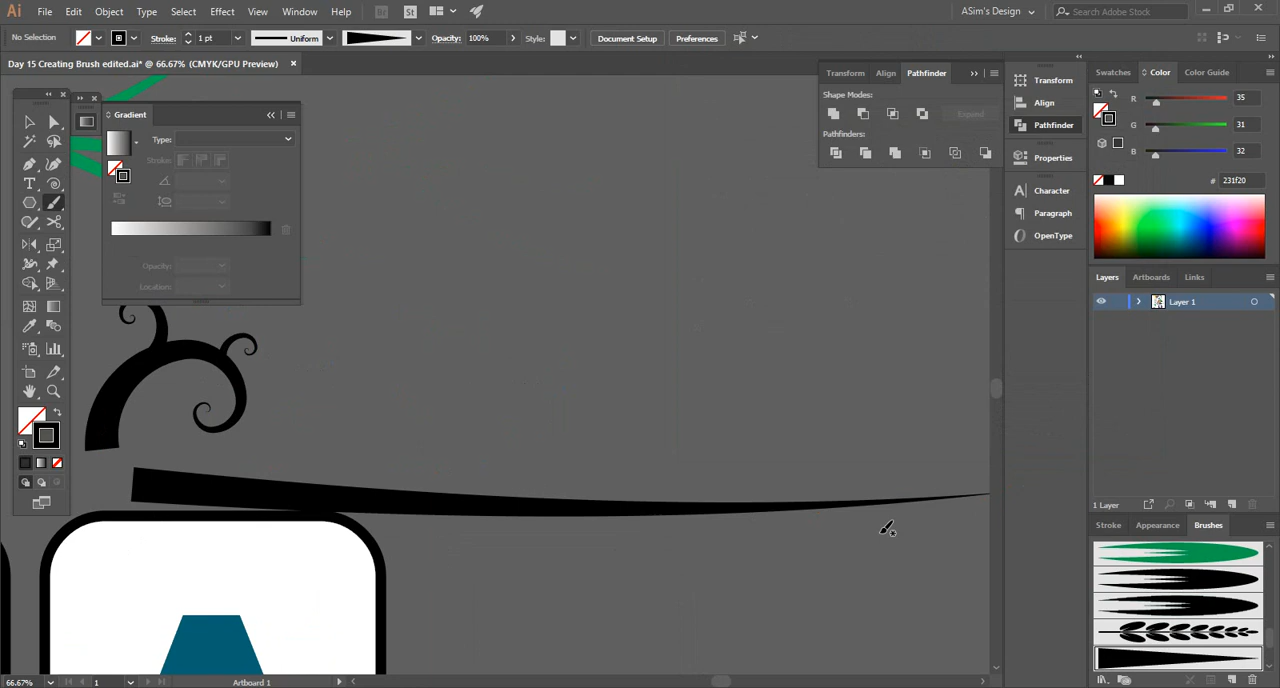 Ai File Edit Object Type Select Effect View Window Help Br St ASim's Design Search Adobe Stock
No Selection Stroke: 1 pt Uniform Opacity: 100% Style: Document Setup Preferences
Day 15 Creating Brush edited.ai* @ 66.67% (CMYK/GPU Preview)
Transform Align Pathfinder
Shape Modes:
Expand
Pathfinders:
Gradient
Type:
Stroke:
Opacity:
Location:
Transform
Align
Pathfinder
Properties
Character
Paragraph
OpenType
Swatches Color Color Guide
R 35
G 31
B 32
# 231f20
Layers Artboards Links
Layer 1
1 Layer
Stroke Appearance Brushes
66.67% 1 Artboard 1